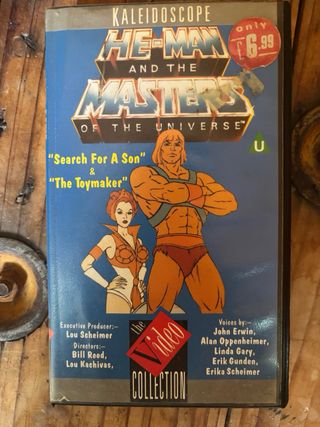 KALEIDOSCOPE
only
£6.99
HE-MAN
AND THE
MASTERS
OF THE UNIVERSE™
U
"Search For A Son"
&
"The Toymaker"
Executive Producer:-
Lou Scheimer
Directors:-
Bill Reed,
Lou Kachivas,
the
Video
COLLECTION
Voices by:-
John Erwin,
Alan Oppenheimer,
Linda Gary,
Erik Gunden,
Erika Scheimer